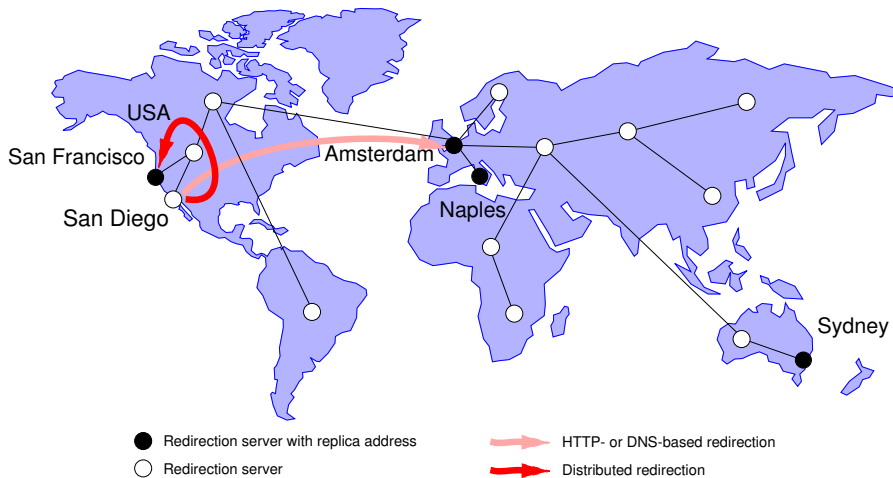 USA
San Francisco
Amsterdam
San Diego
Naples
Sydney
Redirection server with replica address
HTTP- or DNS-based redirection
Redirection server
Distributed redirection